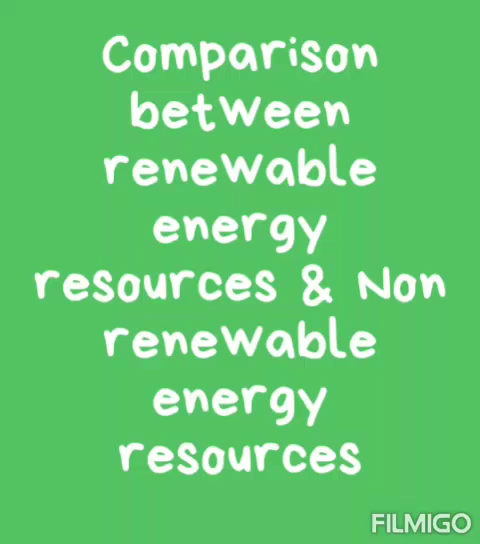 Comparison
between
renewable
energy
resources & Non
renewable
energy
resources
FILMIGO